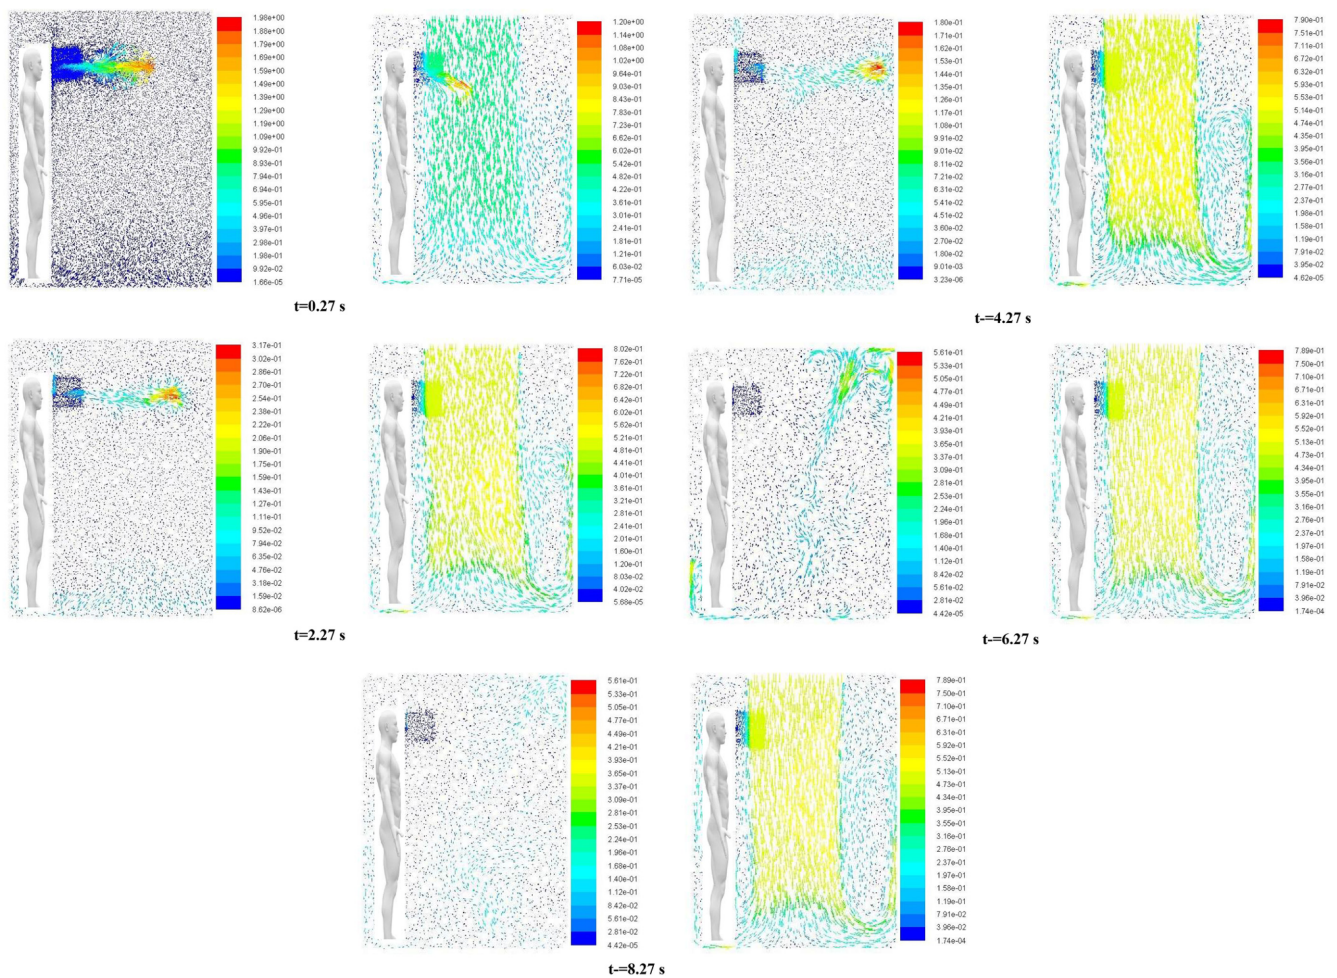 1.98e+00
1.88e+00
1.79e+00
1.69e+00
1.59e+00
1.49e+00
1.39e+00
1.29e+00
1.19e+00
1.09e+00
9.92e-01
8.93e-01
7.94e-01
6.94e-01
5.95e-01
4.96e-01
3.97e-01
2.98e-01
1.98e-01
9.92e-02
1.66e-05
1.20e+00
1.14e+00
1.08e+00
1.02e+00
9.64e-01
9.03e-01
8.43e-01
7.83e-01
7.23e-01
6.62e-01
6.02e-01
5.42e-01
4.82e-01
4.22e-01
3.61e-01
3.01e-01
2.41e-01
1.81e-01
1.21e-01
6.03e-02
7.71e-05
t=0.27 s
1.80e-01
1.71e-01
1.62e-01
1.53e-01
1.44e-01
1.35e-01
1.26e-01
1.17e-01
1.08e-01
9.91e-02
9.01e-02
8.11e-02
7.21e-02
6.31e-02
5.41e-02
4.51e-02
3.60e-02
2.70e-02
1.80e-02
9.01e-03
3.23e-06
7.90e-01
7.51e-01
7.11e-01
6.72e-01
6.32e-01
5.93e-01
5.53e-01
5.14e-01
4.74e-01
4.35e-01
3.95e-01
3.56e-01
3.16e-01
2.77e-01
2.37e-01
1.98e-01
1.58e-01
1.19e-01
7.91e-02
3.95e-02
4.62e-05
t-=4.27 s
3.17e-01
3.02e-01
2.86e-01
2.70e-01
2.54e-01
2.38e-01
2.22e-01
2.06e-01
1.90e-01
1.75e-01
1.59e-01
1.43e-01
1.27e-01
1.11e-01
9.52e-02
7.94e-02
6.35e-02
4.76e-02
3.18e-02
1.59e-02
8.62e-06
8.02e-01
7.62e-01
7.22e-01
6.82e-01
6.42e-01
6.02e-01
5.62e-01
5.21e-01
4.81e-01
4.41e-01
4.01e-01
3.61e-01
3.21e-01
2.81e-01
2.41e-01
2.01e-01
1.60e-01
1.20e-01
8.03e-02
4.02e-02
5.68e-05
t=2.27 s
5.61e-01
5.33e-01
5.05e-01
4.77e-01
4.49e-01
4.21e-01
3.93e-01
3.65e-01
3.37e-01
3.09e-01
2.81e-01
2.53e-01
2.24e-01
1.96e-01
1.68e-01
1.40e-01
1.12e-01
8.42e-02
5.61e-02
2.81e-02
4.42e-05
7.89e-01
7.50e-01
7.10e-01
6.71e-01
6.31e-01
5.92e-01
5.52e-01
5.13e-01
4.73e-01
4.34e-01
3.95e-01
3.55e-01
3.16e-01
2.76e-01
2.37e-01
1.97e-01
1.58e-01
1.19e-01
7.91e-02
3.96e-02
1.74e-04
t-=6.27 s
5.61e-01
5.33e-01
5.05e-01
4.77e-01
4.49e-01
4.21e-01
3.93e-01
3.65e-01
3.37e-01
3.09e-01
2.81e-01
2.53e-01
2.24e-01
1.96e-01
1.68e-01
1.40e-01
1.12e-01
8.42e-02
5.61e-02
2.81e-02
4.42e-05
7.89e-01
7.50e-01
7.10e-01
6.71e-01
6.31e-01
5.92e-01
5.52e-01
5.13e-01
4.73e-01
4.34e-01
3.95e-01
3.55e-01
3.16e-01
2.76e-01
2.37e-01
1.97e-01
1.58e-01
1.19e-01
7.91e-02
3.96e-02
1.74e-04
t-=8.27 s